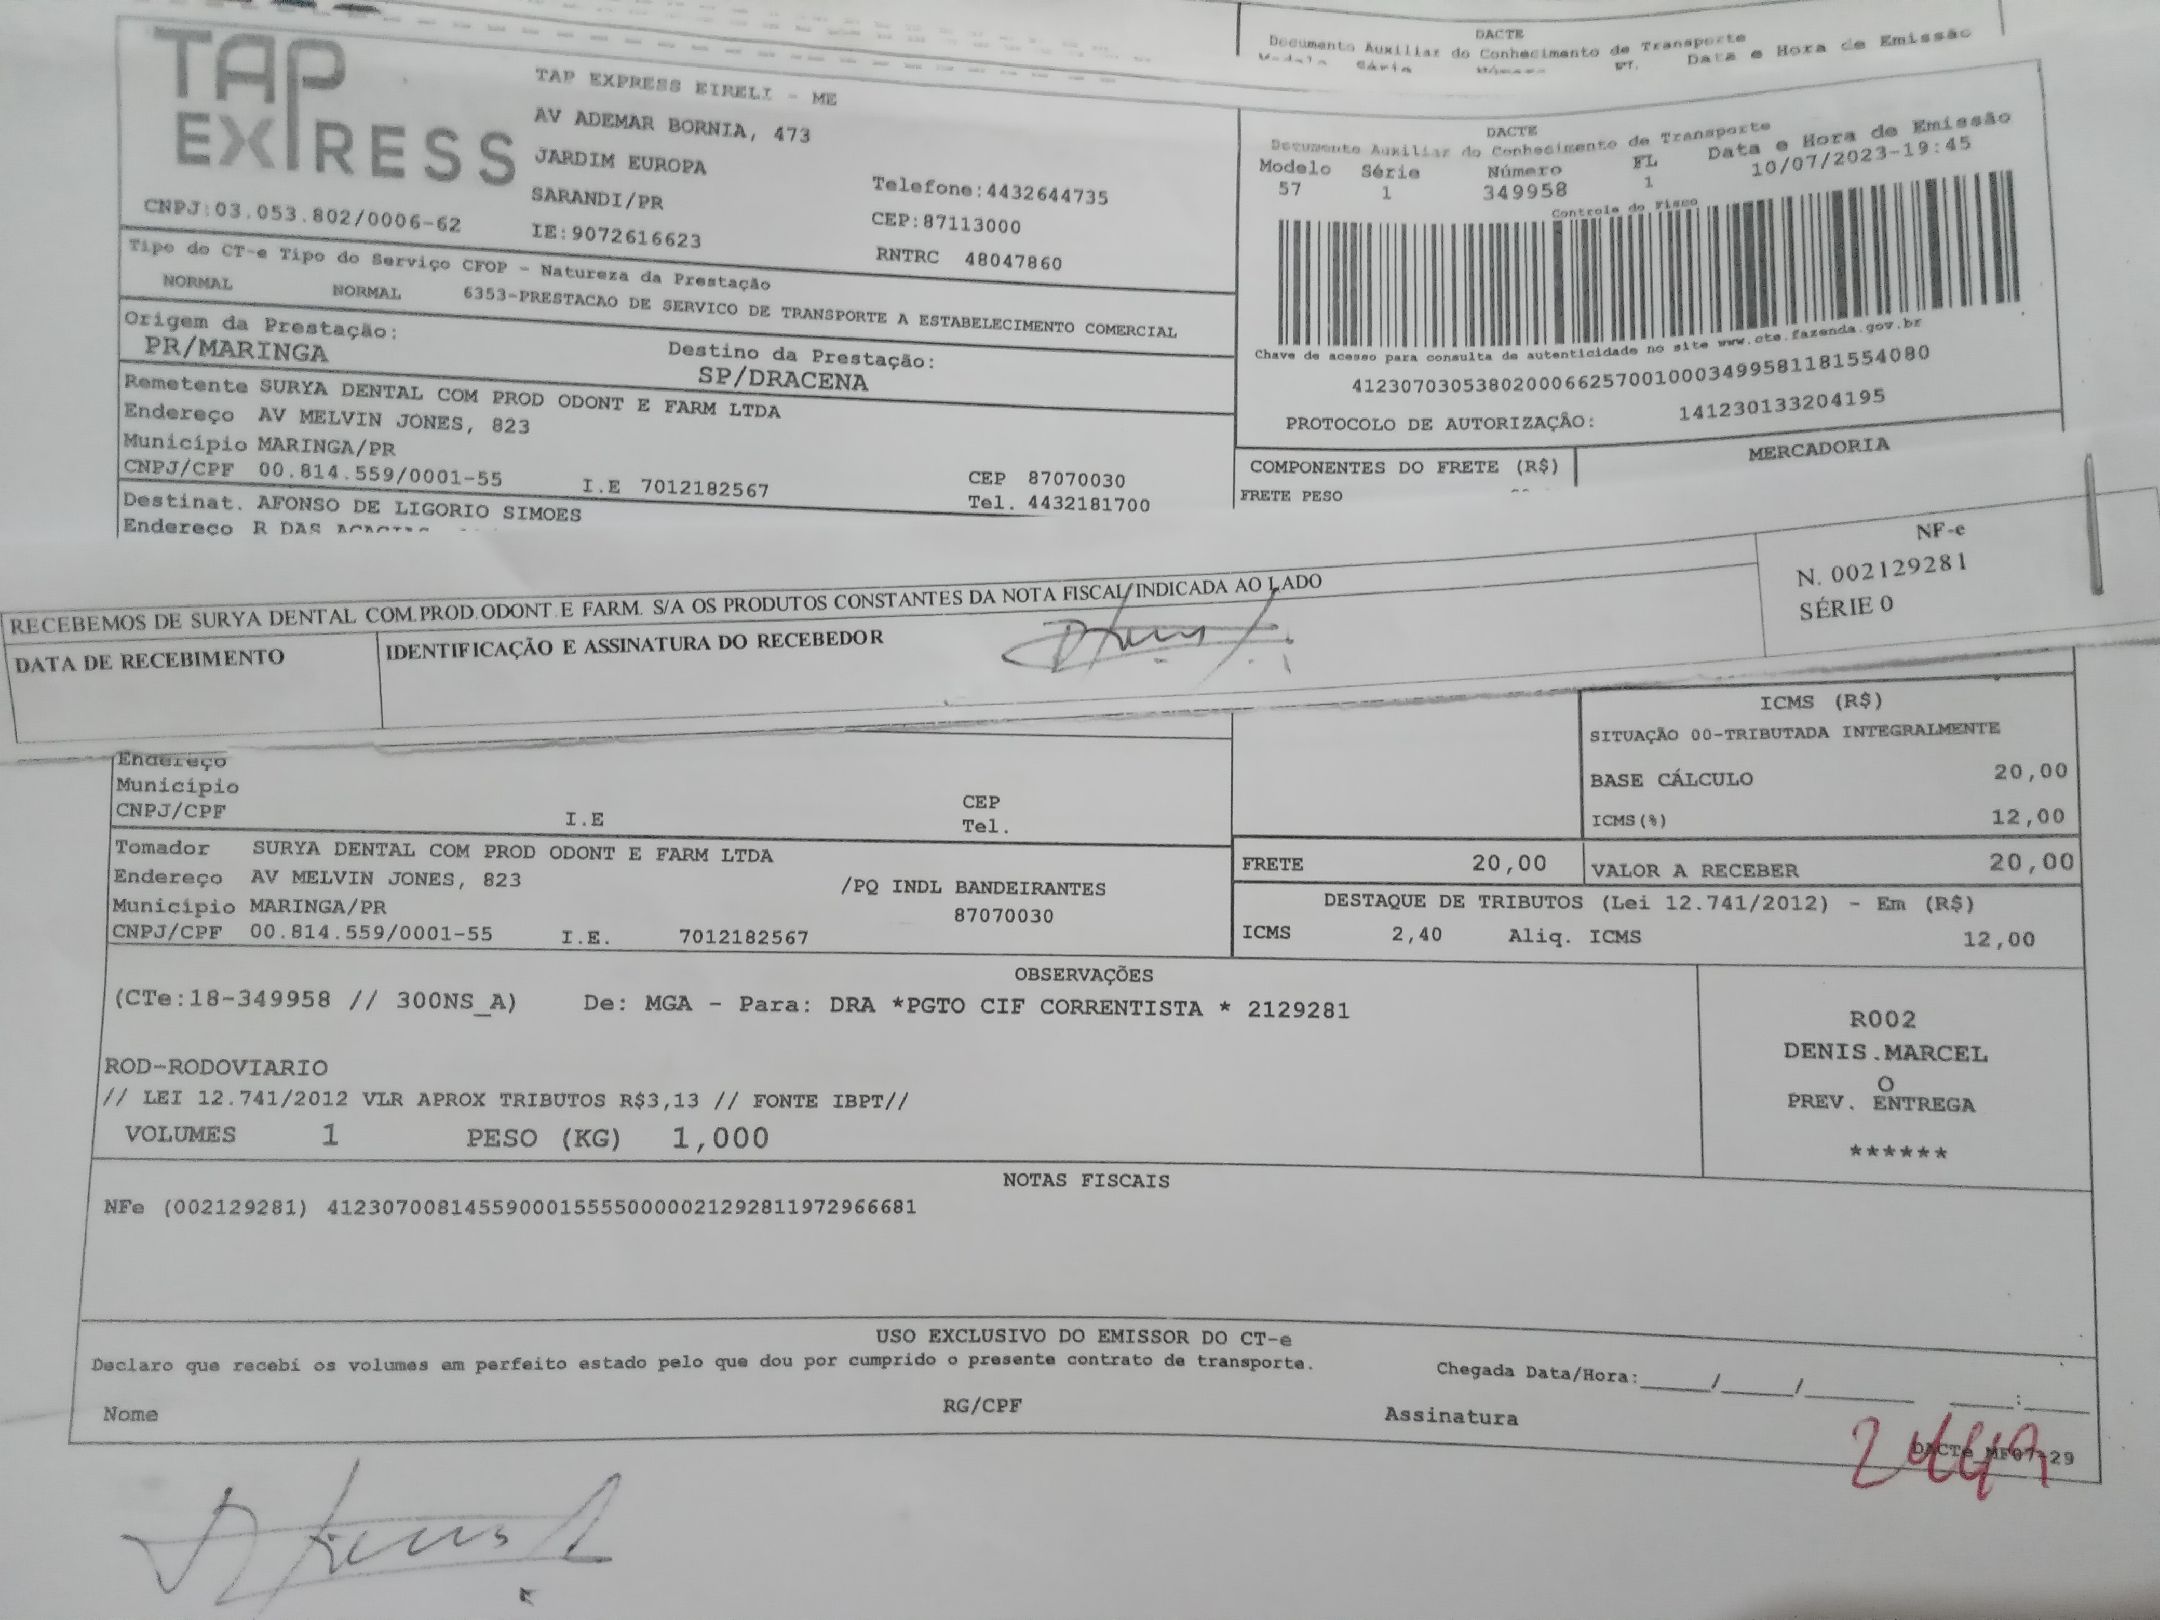 DACTE
Documento Auxiliar do Conhecimento de Transporte
Modelo Série Número FL Data e Hora de Emissão
TAP
EXPRESS
CNPJ:03.053.802/0006-62
TAP EXPRESS EIRELI - ME
AV ADEMAR BORNIA, 473
JARDIM EUROPA
SARANDI/PR
IE:9072616623
Telefone:4432644735
CEP:87113000
RNTRC 48047860
DACTE
Documento Auxiliar do Conhecimento de Transporte
Modelo Série Número FL Data e Hora de Emissão
57 1 349958 1 10/07/2023-19:45
Controle do Fisco
Chave de acesso para consulta de autenticidade no site www.cte.fazenda.gov.br
41230703053802000662570010003499581181554080
PROTOCOLO DE AUTORIZAÇÃO: 141230133204195
Tipo do CT-e Tipo do Serviço CFOP - Natureza da Prestação
NORMAL NORMAL 6353-PRESTACAO DE SERVICO DE TRANSPORTE A ESTABELECIMENTO COMERCIAL
Origem da Prestação: Destino da Prestação:
PR/MARINGA SP/DRACENA
Remetente SURYA DENTAL COM PROD ODONT E FARM LTDA
Endereço AV MELVIN JONES, 823
Município MARINGA/PR CEP 87070030
CNPJ/CPF 00.814.559/0001-55 I.E 7012182567 Tel. 4432181700
Destinat. AFONSO DE LIGORIO SIMOES
Endereço R DAS ACACIAS
COMPONENTES DO FRETE (R$) MERCADORIA
FRETE PESO
RECEBEMOS DE SURYA DENTAL COM.PROD.ODONT.E FARM. S/A OS PRODUTOS CONSTANTES DA NOTA FISCAL INDICADA AO LADO
DATA DE RECEBIMENTO IDENTIFICAÇÃO E ASSINATURA DO RECEBEDOR
NF-e
N. 002129281
SÉRIE 0
Endereço
Município CEP
CNPJ/CPF I.E Tel.
ICMS (R$)
SITUAÇÃO 00-TRIBUTADA INTEGRALMENTE
BASE CÁLCULO 20,00
ICMS(%) 12,00
Tomador SURYA DENTAL COM PROD ODONT E FARM LTDA
Endereço AV MELVIN JONES, 823 /PQ INDL BANDEIRANTES
Município MARINGA/PR 87070030
CNPJ/CPF 00.814.559/0001-55 I.E. 7012182567
FRETE 20,00 VALOR A RECEBER 20,00
DESTAQUE DE TRIBUTOS (Lei 12.741/2012) - Em (R$)
ICMS 2,40 Aliq. ICMS 12,00
OBSERVAÇÕES
(CTe:18-349958 // 300NS_A) De: MGA - Para: DRA *PGTO CIF CORRENTISTA * 2129281
ROD-RODOVIARIO
// LEI 12.741/2012 VLR APROX TRIBUTOS R$3,13 // FONTE IBPT//
VOLUMES 1 PESO (KG) 1,000
R002
DENIS.MARCEL
O
PREV. ENTREGA
******
NOTAS FISCAIS
NFe (002129281) 41230700814559000155550000021292811972966681
USO EXCLUSIVO DO EMISSOR DO CT-e
Declaro que recebi os volumes em perfeito estado pelo que dou por cumprido o presente contrato de transporte. Chegada Data/Hora:_____/_____/_______ ____:____
Nome RG/CPF Assinatura